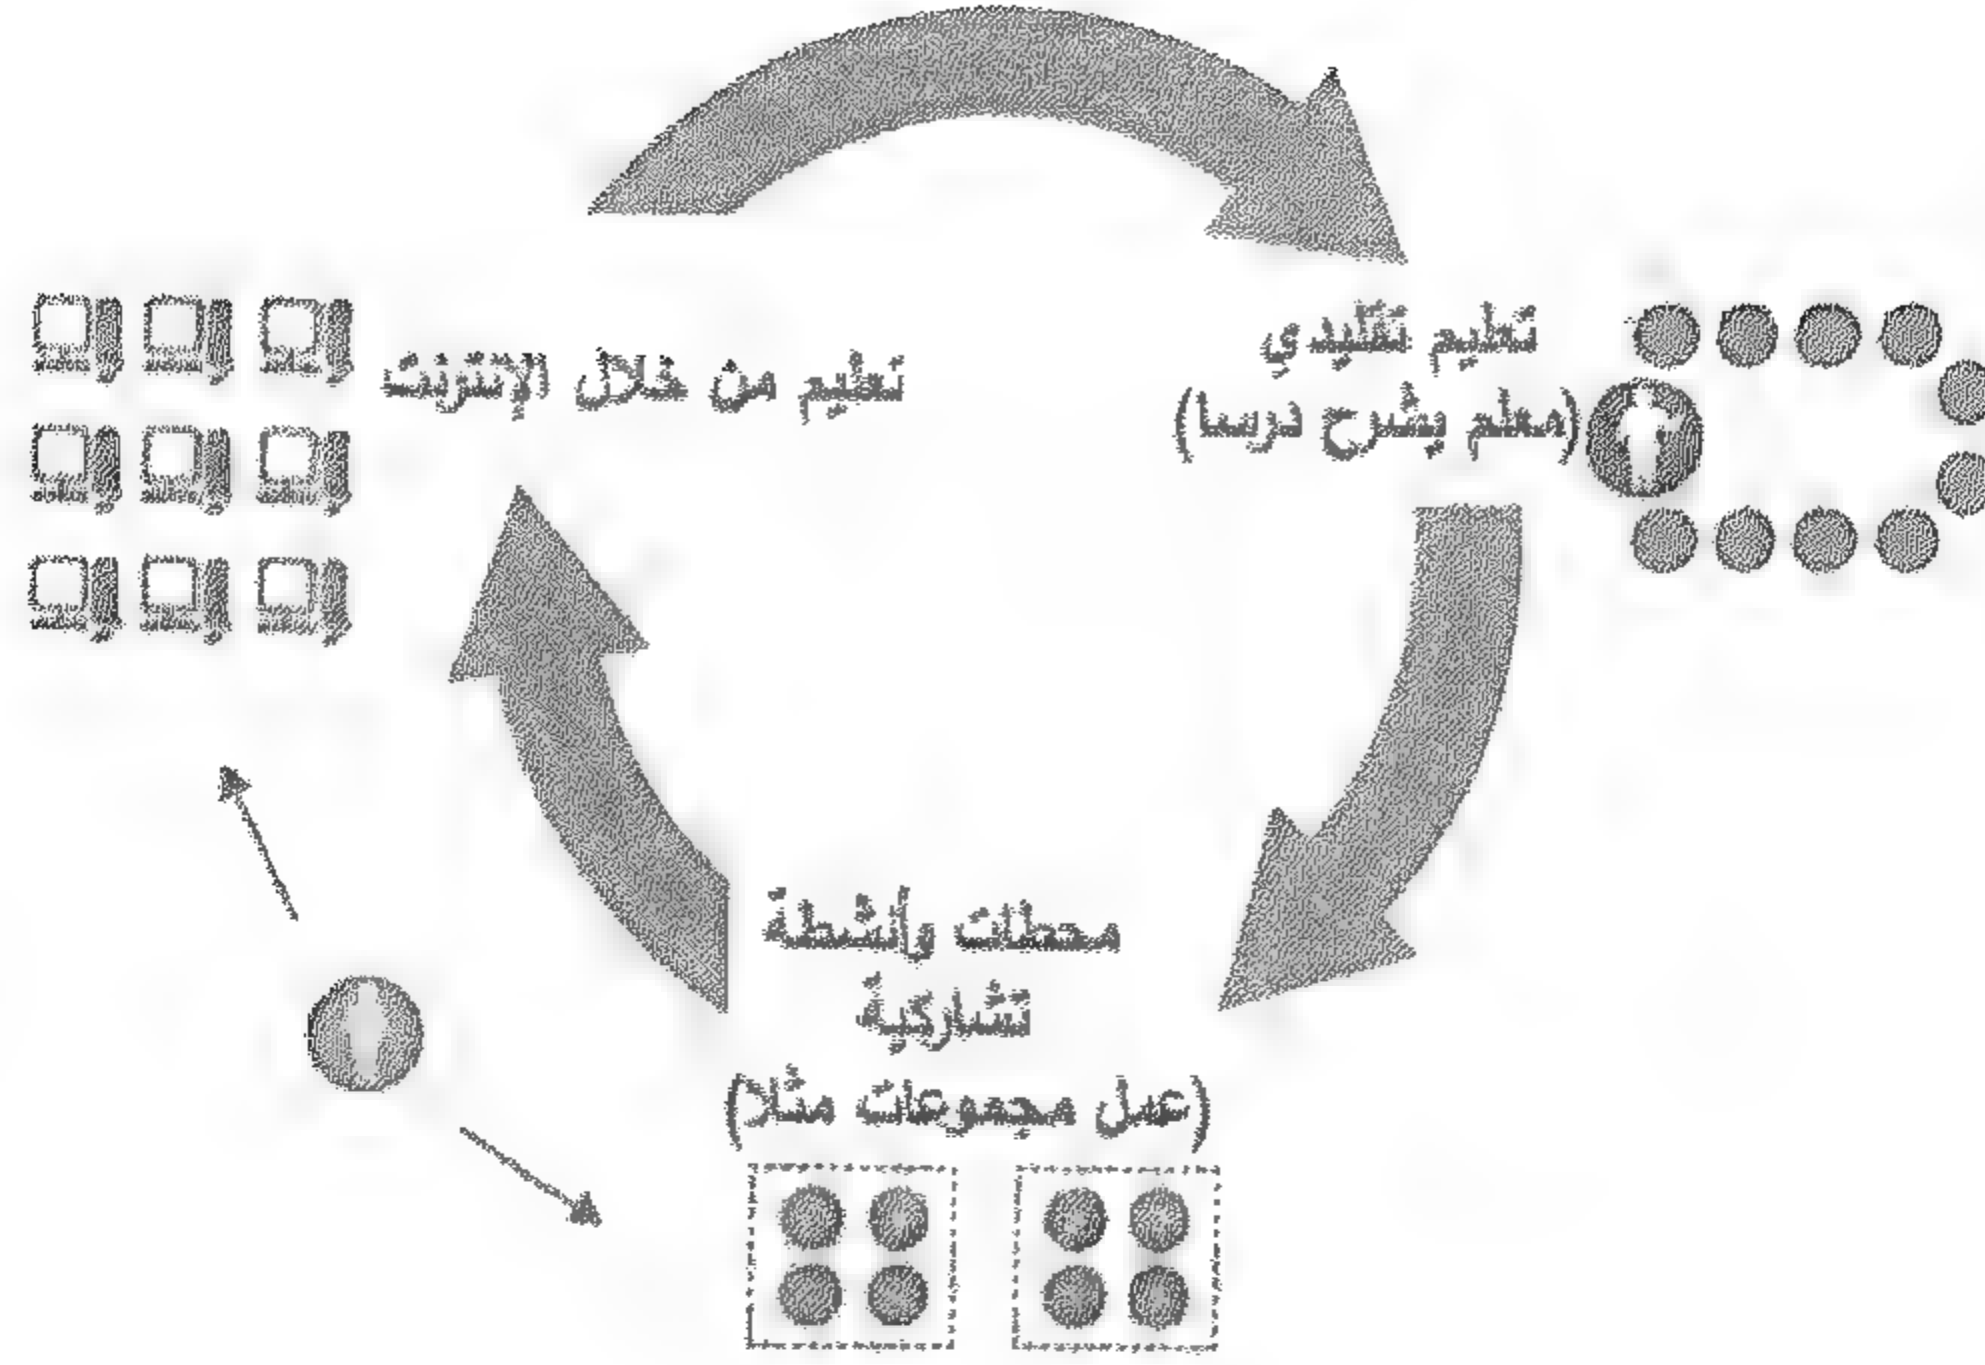 تعليم تقليدي
(معلم يشرح درسا)
تعليم من خلال الإنترنت
محطات وأنشطة
تشاركية
(عمل مجموعات مثلا)